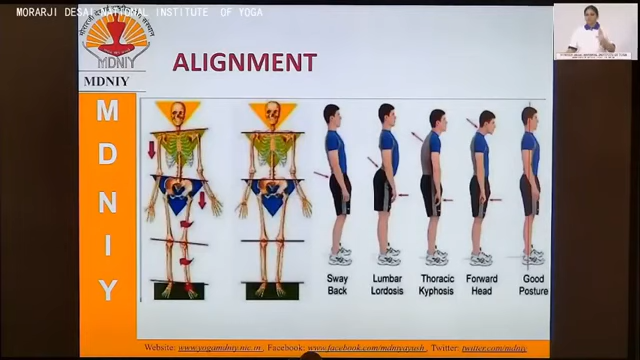 MORARJI DESAI NATIONAL INSTITUTE OF YOGA
MDNIY
MDNIY
ALIGNMENT
M
D
N
I
Y
Sway
Back
Lumbar
Lordosis
Thoracic
Kyphosis
Forward
Head
Good
Posture
Website: www.yogamdniy.nic.in, Facebook: www.facebook.com/mdniyayush, Twitter: twitter.com/mdniy